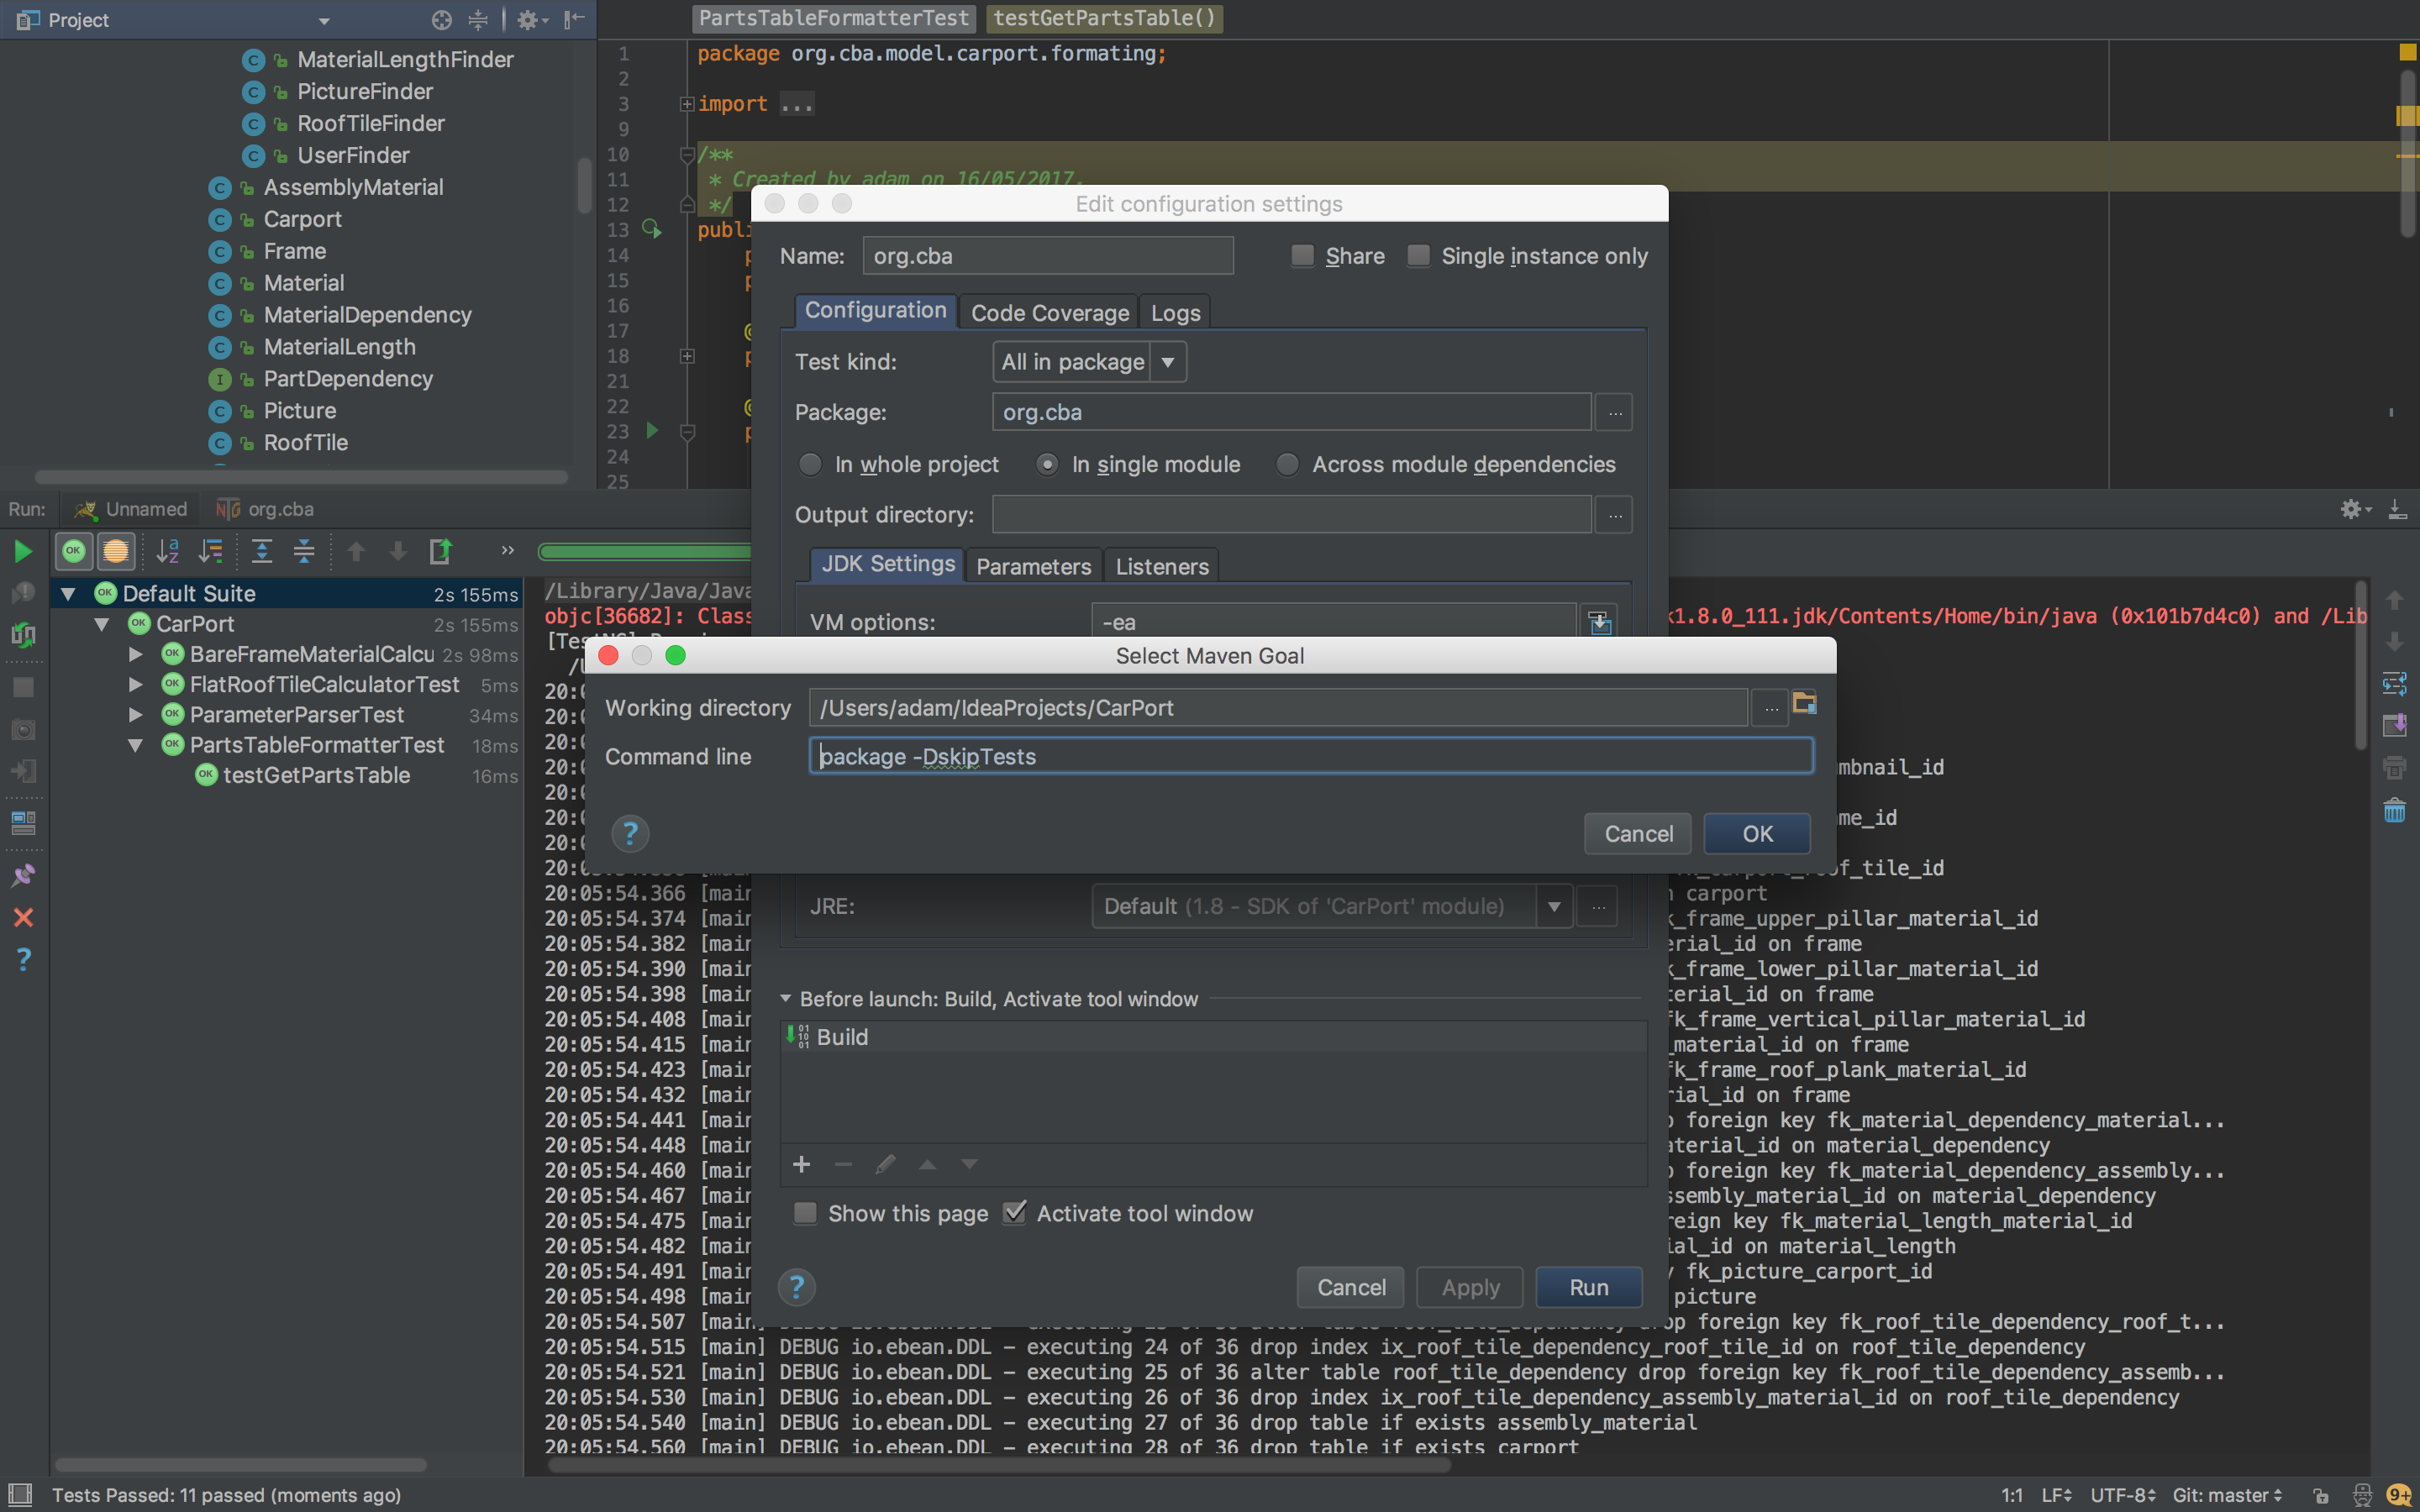 Project
MaterialLengthFinder
PictureFinder
RoofTileFinder
UserFinder
AssemblyMaterial
Carport
Frame
Material
MaterialDependency
MaterialLength
PartDependency
Picture
RoofTile
PartsTableFormatterTest
testGetPartsTable()
1 package org.cba.model.carport.formating;
2
3 import ...
9
10 /**
11 * Created by adam on 16/05/2017.
12 */
13 publi
14
15
16
17 @
18
21
22 @
23
24
25
Edit configuration settings
Name: org.cba Share Single instance only
Configuration Code Coverage Logs
Test kind: All in package
Package: org.cba ...
In whole project In single module Across module dependencies
Output directory: ...
JDK Settings Parameters Listeners
VM options: -ea
Select Maven Goal
Working directory /Users/adam/IdeaProjects/CarPort ...
Command line package -DskipTests
? Cancel OK
JRE: Default (1.8 - SDK of 'CarPort' module) ...
Before launch: Build, Activate tool window
Build
Show this page Activate tool window
? Cancel Apply Run
Run: Unnamed org.cba
Default Suite 2s 155ms
CarPort 2s 155ms
BareFrameMaterialCalcu 2s 98ms
FlatRoofTileCalculatorTest 5ms
ParameterParserTest 34ms
PartsTableFormatterTest 18ms
testGetPartsTable 16ms
/Library/Java/Java
objc[36682]: Class k1.8.0_111.jdk/Contents/Home/bin/java (0x101b7d4c0) and /Lib
mbnail_id
me_id
f_tile_id
20:05:54.366 [main carport
20:05:54.374 [main k_frame_upper_pillar_material_id
20:05:54.382 [main erial_id on frame
20:05:54.390 [main k_frame_lower_pillar_material_id
20:05:54.398 [main terial_id on frame
20:05:54.408 [main fk_frame_vertical_pillar_material_id
20:05:54.415 [main _material_id on frame
20:05:54.423 [main fk_frame_roof_plank_material_id
20:05:54.432 [main rial_id on frame
20:05:54.441 [main p foreign key fk_material_dependency_material...
20:05:54.448 [main aterial_id on material_dependency
20:05:54.460 [main p foreign key fk_material_dependency_assembly...
20:05:54.467 [main ssembly_material_id on material_dependency
20:05:54.475 [main reign key fk_material_length_material_id
20:05:54.482 [main ial_id on material_length
20:05:54.491 [main y fk_picture_carport_id
20:05:54.498 [main picture
20:05:54.507 [main] drop foreign key fk_roof_tile_dependency_roof_t...
20:05:54.515 [main] DEBUG io.ebean.DDL - executing 24 of 36 drop index ix_roof_tile_dependency_roof_tile_id on roof_tile_dependency
20:05:54.521 [main] DEBUG io.ebean.DDL - executing 25 of 36 alter table roof_tile_dependency drop foreign key fk_roof_tile_dependency_assemb...
20:05:54.530 [main] DEBUG io.ebean.DDL - executing 26 of 36 drop index ix_roof_tile_dependency_assembly_material_id on roof_tile_dependency
20:05:54.540 [main] DEBUG io.ebean.DDL - executing 27 of 36 drop table if exists assembly_material
20:05:54.560 [main] DEBUG io.ebean.DDL - executing 28 of 36 drop table if exists carport
Tests Passed: 11 passed (moments ago) 1:1 LF UTF-8 Git: master 9+